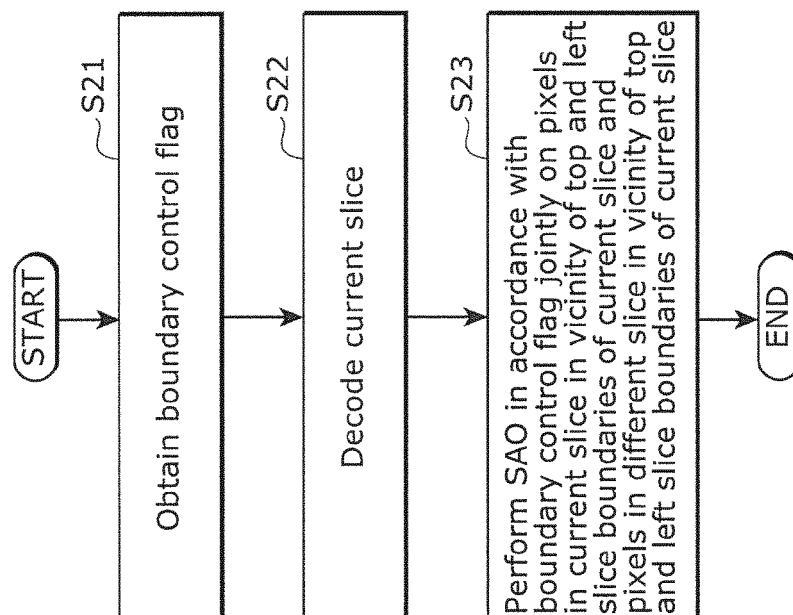 START
S21
Obtain boundary control flag
S22
Decode current slice
S23
Perform SAO in accordance with
boundary control flag jointly on pixels
in current slice in vicinity of top and left
slice boundaries of current slice and
pixels in different slice in vicinity of top
and left slice boundaries of current slice
END